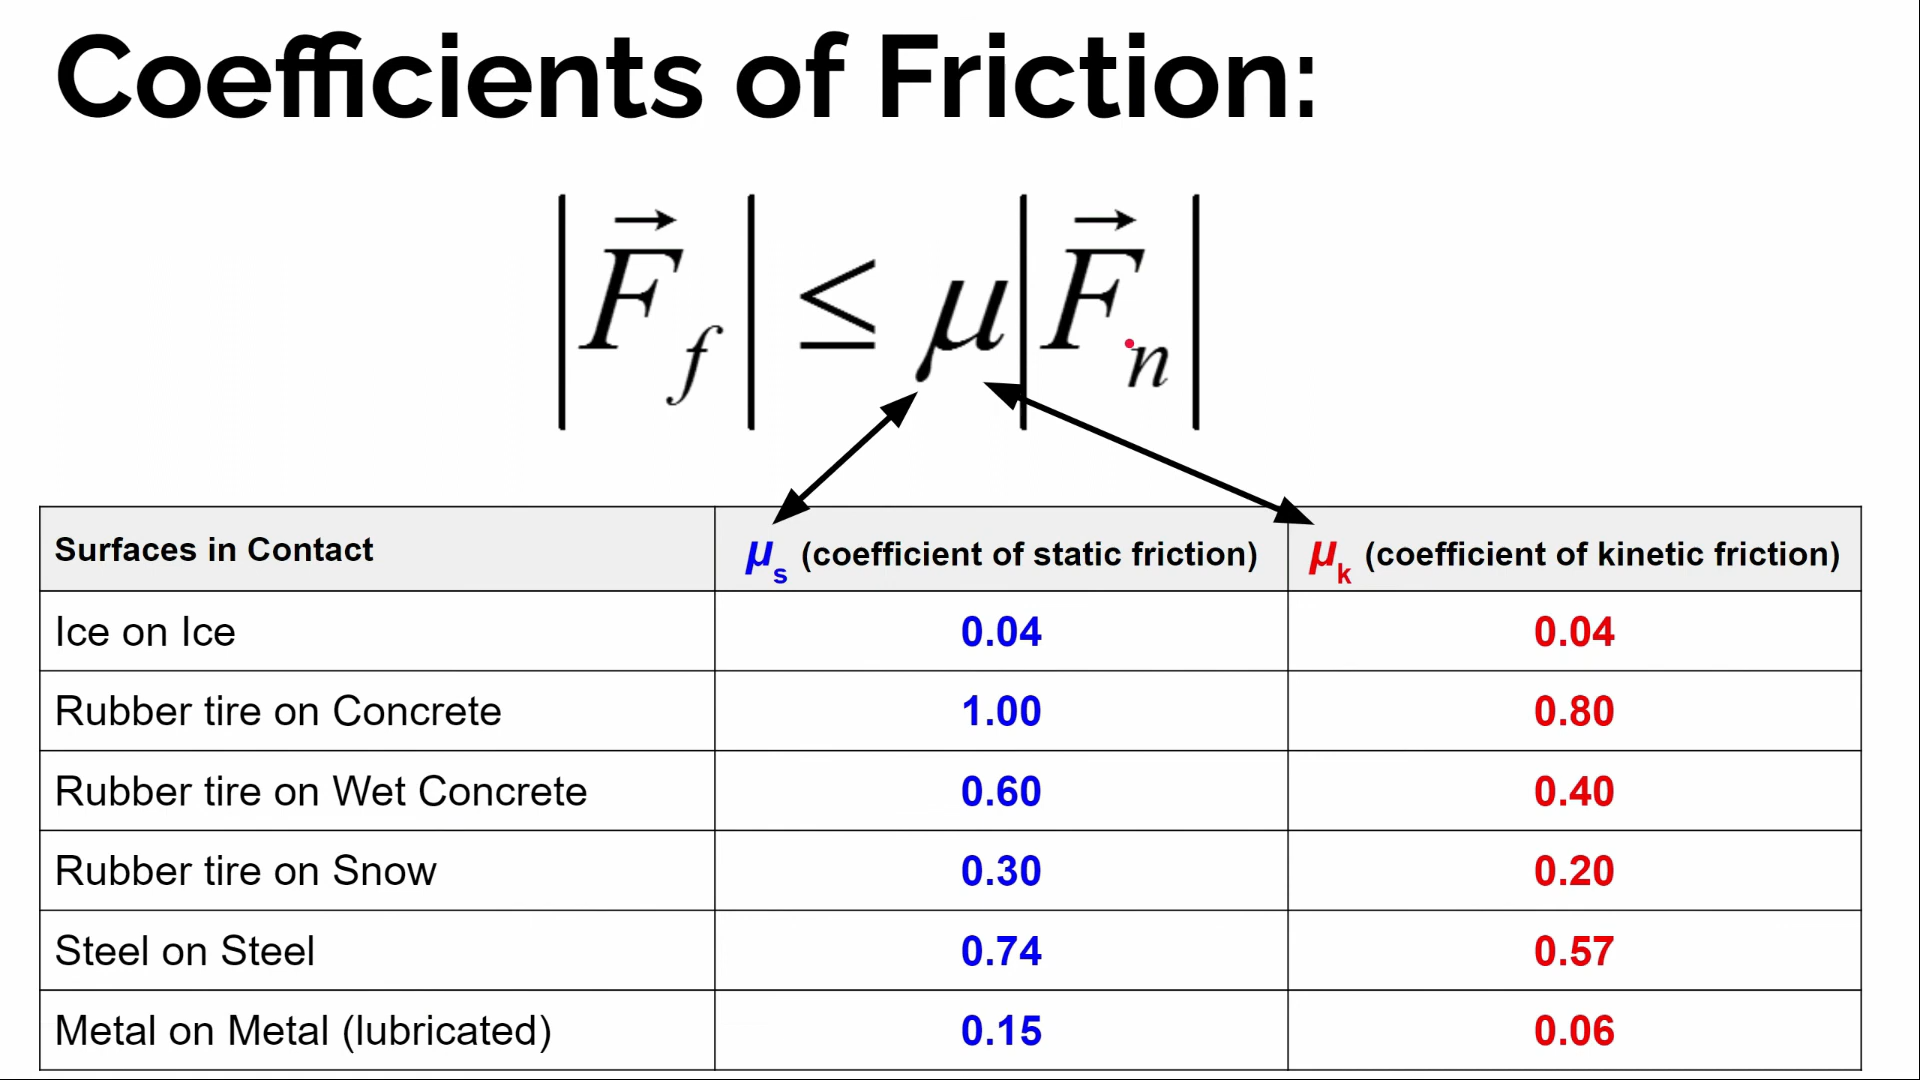 Coefficients of Friction:
|F⃗_f| ≤ μ|F⃗_n|
Surfaces in Contact μ_s (coefficient of static friction) μ_k (coefficient of kinetic friction)
Ice on Ice 0.04 0.04
Rubber tire on Concrete 1.00 0.80
Rubber tire on Wet Concrete 0.60 0.40
Rubber tire on Snow 0.30 0.20
Steel on Steel 0.74 0.57
Metal on Metal (lubricated) 0.15 0.06